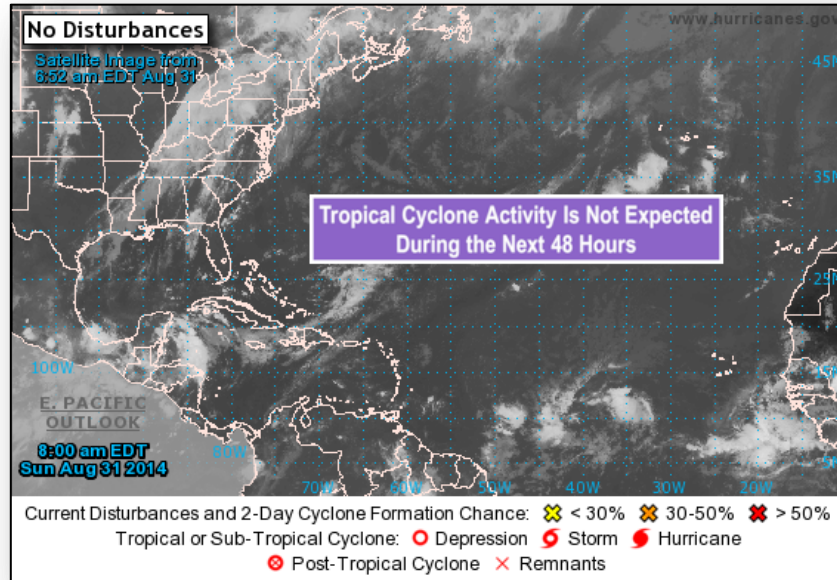 No Disturbances
www.hurricanes.gov
Satellite Image from
8:52 am EDT Aug 31
45N
35N
Tropical Cyclone Activity Is Not Expected
During the Next 48 Hours
25N
100W
15N
E. PACIFIC
OUTLOOK
8:00 am EDT
Sun Aug 31 2014
80W
5N
70W 60W 50W 40W 30W 20W
Current Disturbances and 2-Day Cyclone Formation Chance: < 30% 30-50% > 50%
Tropical or Sub-Tropical Cyclone: Depression Storm Hurricane
Post-Tropical Cyclone Remnants